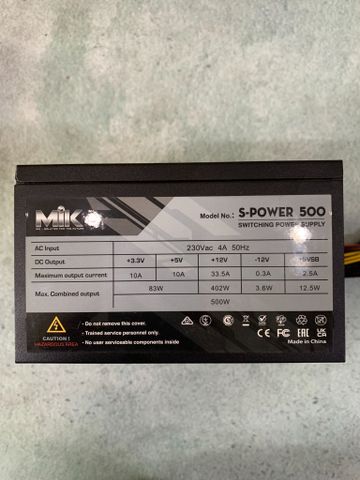 MIK
Model No.: S-POWER 500
SWITCHING POWER SUPPLY
AC Input 230Vac 4A 50Hz
DC Output +3.3V +5V +12V -12V +5VSB
Maximum output current 10A 10A 33.5A 0.3A 2.5A
Max. Combined output 83W 402W 3.6W 12.5W
500W
- Do not remove this cover.
- Trained service personnel only.
- No user serviceable components inside
CAUTION !
HAZARDOUS AREA
Made in China